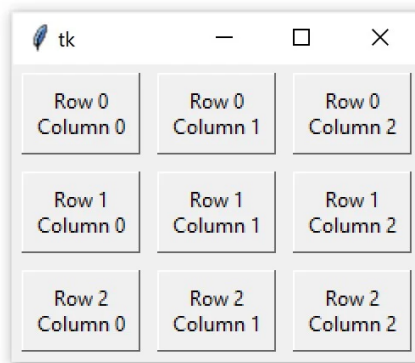 tk
Row 0 Row 0 Row 0
Column 0 Column 1 Column 2
Row 1 Row 1 Row 1
Column 0 Column 1 Column 2
Row 2 Row 2 Row 2
Column 0 Column 1 Column 2